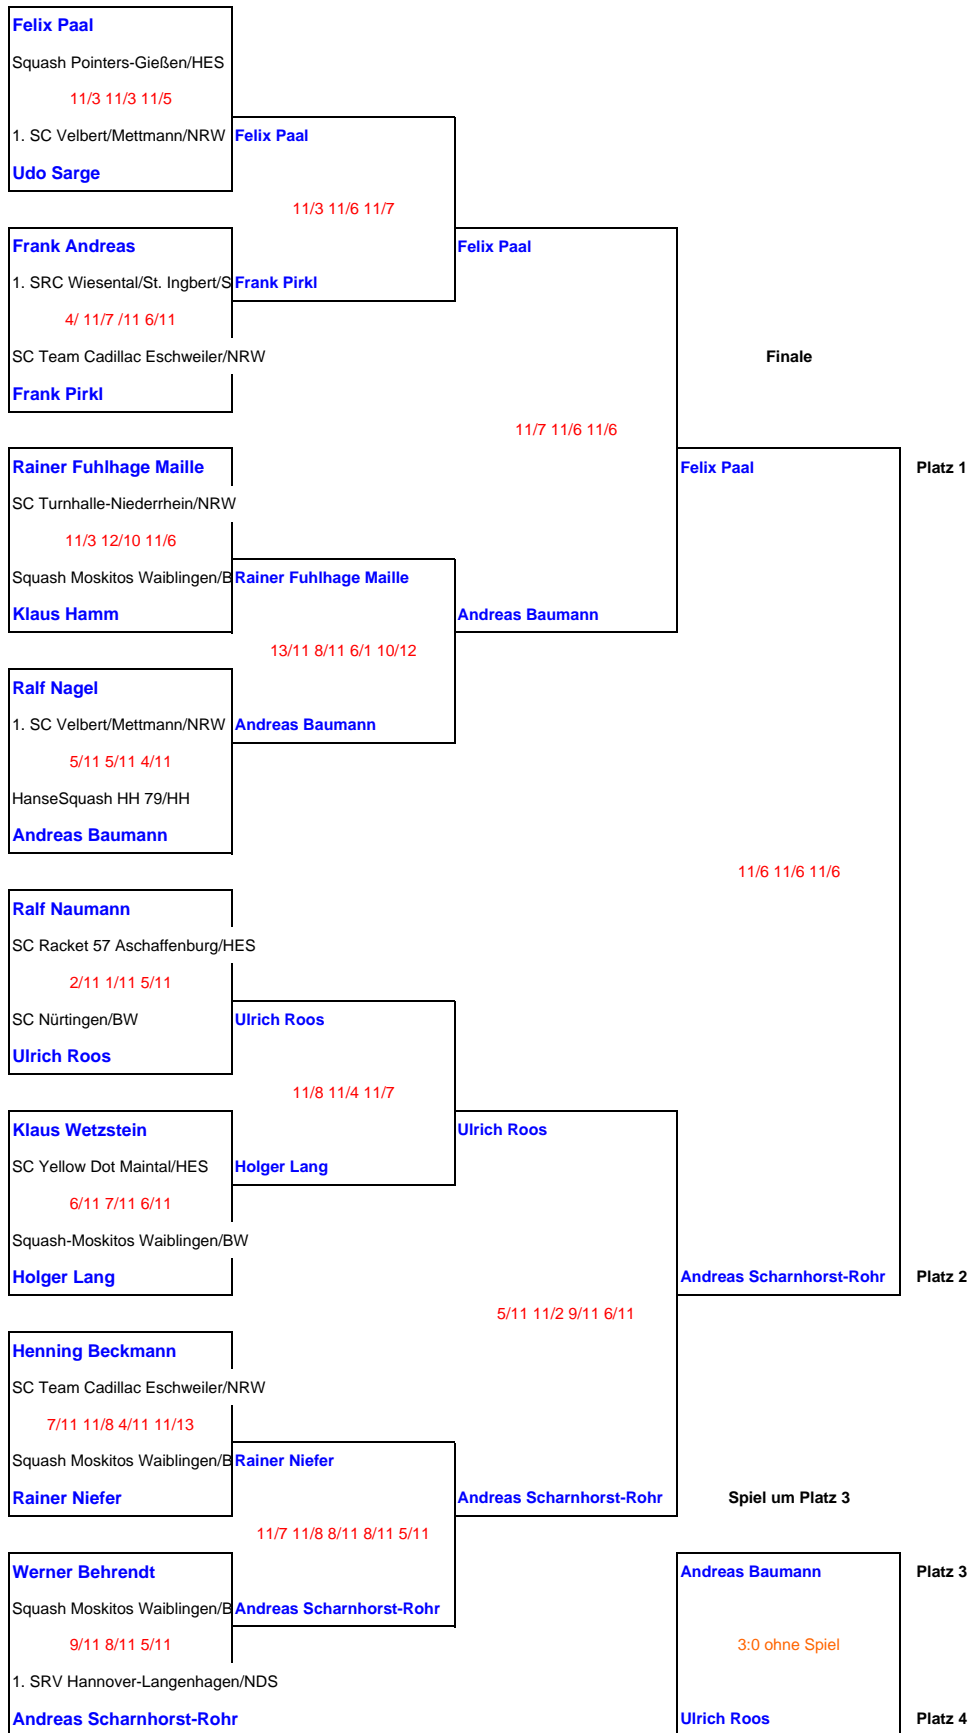 Felix Paal
Squash Pointers-Gießen/HES
11/3 11/3 11/5
1. SC Velbert/Mettmann/NRW
Felix Paal
Udo Sarge
11/3 11/6 11/7
Frank Andreas
Felix Paal
1. SRC Wiesental/St. Ingbert/S
Frank Pirkl
4/ 11/7 /11 6/11
SC Team Cadillac Eschweiler/NRW
Finale
Frank Pirkl
11/7 11/6 11/6
Rainer Fuhlhage Maille
Felix Paal
Platz 1
SC Turnhalle-Niederrhein/NRW
11/3 12/10 11/6
Squash Moskitos Waiblingen/B
Rainer Fuhlhage Maille
Klaus Hamm
Andreas Baumann
13/11 8/11 6/1 10/12
Ralf Nagel
1. SC Velbert/Mettmann/NRW
Andreas Baumann
5/11 5/11 4/11
HanseSquash HH 79/HH
Andreas Baumann
11/6 11/6 11/6
Ralf Naumann
SC Racket 57 Aschaffenburg/HES
2/11 1/11 5/11
SC Nürtingen/BW
Ulrich Roos
Ulrich Roos
11/8 11/4 11/7
Klaus Wetzstein
Ulrich Roos
SC Yellow Dot Maintal/HES
Holger Lang
6/11 7/11 6/11
Squash-Moskitos Waiblingen/BW
Holger Lang
Andreas Scharnhorst-Rohr
Platz 2
5/11 11/2 9/11 6/11
Henning Beckmann
SC Team Cadillac Eschweiler/NRW
7/11 11/8 4/11 11/13
Squash Moskitos Waiblingen/B
Rainer Niefer
Rainer Niefer
Andreas Scharnhorst-Rohr
Spiel um Platz 3
11/7 11/8 8/11 8/11 5/11
Werner Behrendt
Andreas Baumann
Platz 3
Squash Moskitos Waiblingen/B
Andreas Scharnhorst-Rohr
9/11 8/11 5/11
3:0 ohne Spiel
1. SRV Hannover-Langenhagen/NDS
Andreas Scharnhorst-Rohr
Ulrich Roos
Platz 4